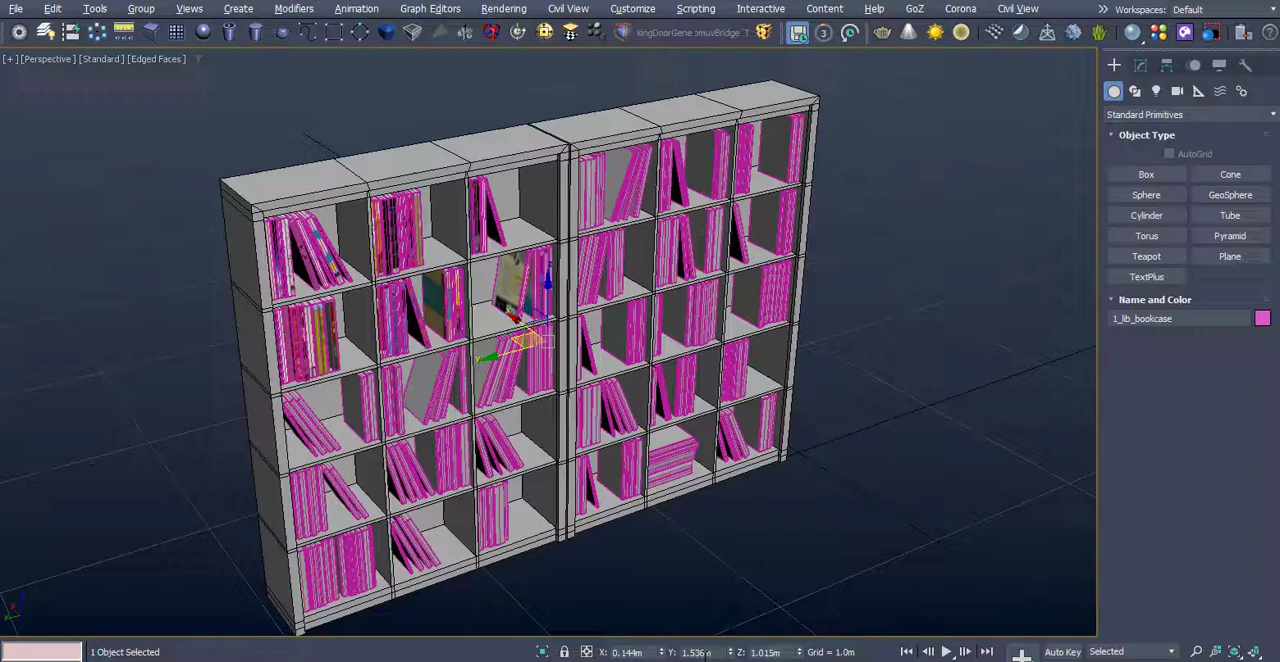 File Edit Tools Group Views Create Modifiers Animation Graph Editors Rendering Civil View Customize Scripting Interactive Content Help GoZ Corona Civil View Workspaces: Default
3 kingDoorGene muvBridge
[+] [Perspective] [Standard] [Edged Faces]
Standard Primitives
Object Type
AutoGrid
Box Cone
Sphere GeoSphere
Cylinder Tube
Torus Pyramid
Teapot Plane
TextPlus
Name and Color
1_lib_bookcase
1 Object Selected X: 0.144m Y: 1.536m Z: 1.015m Grid = 1.0m Auto Key Selected